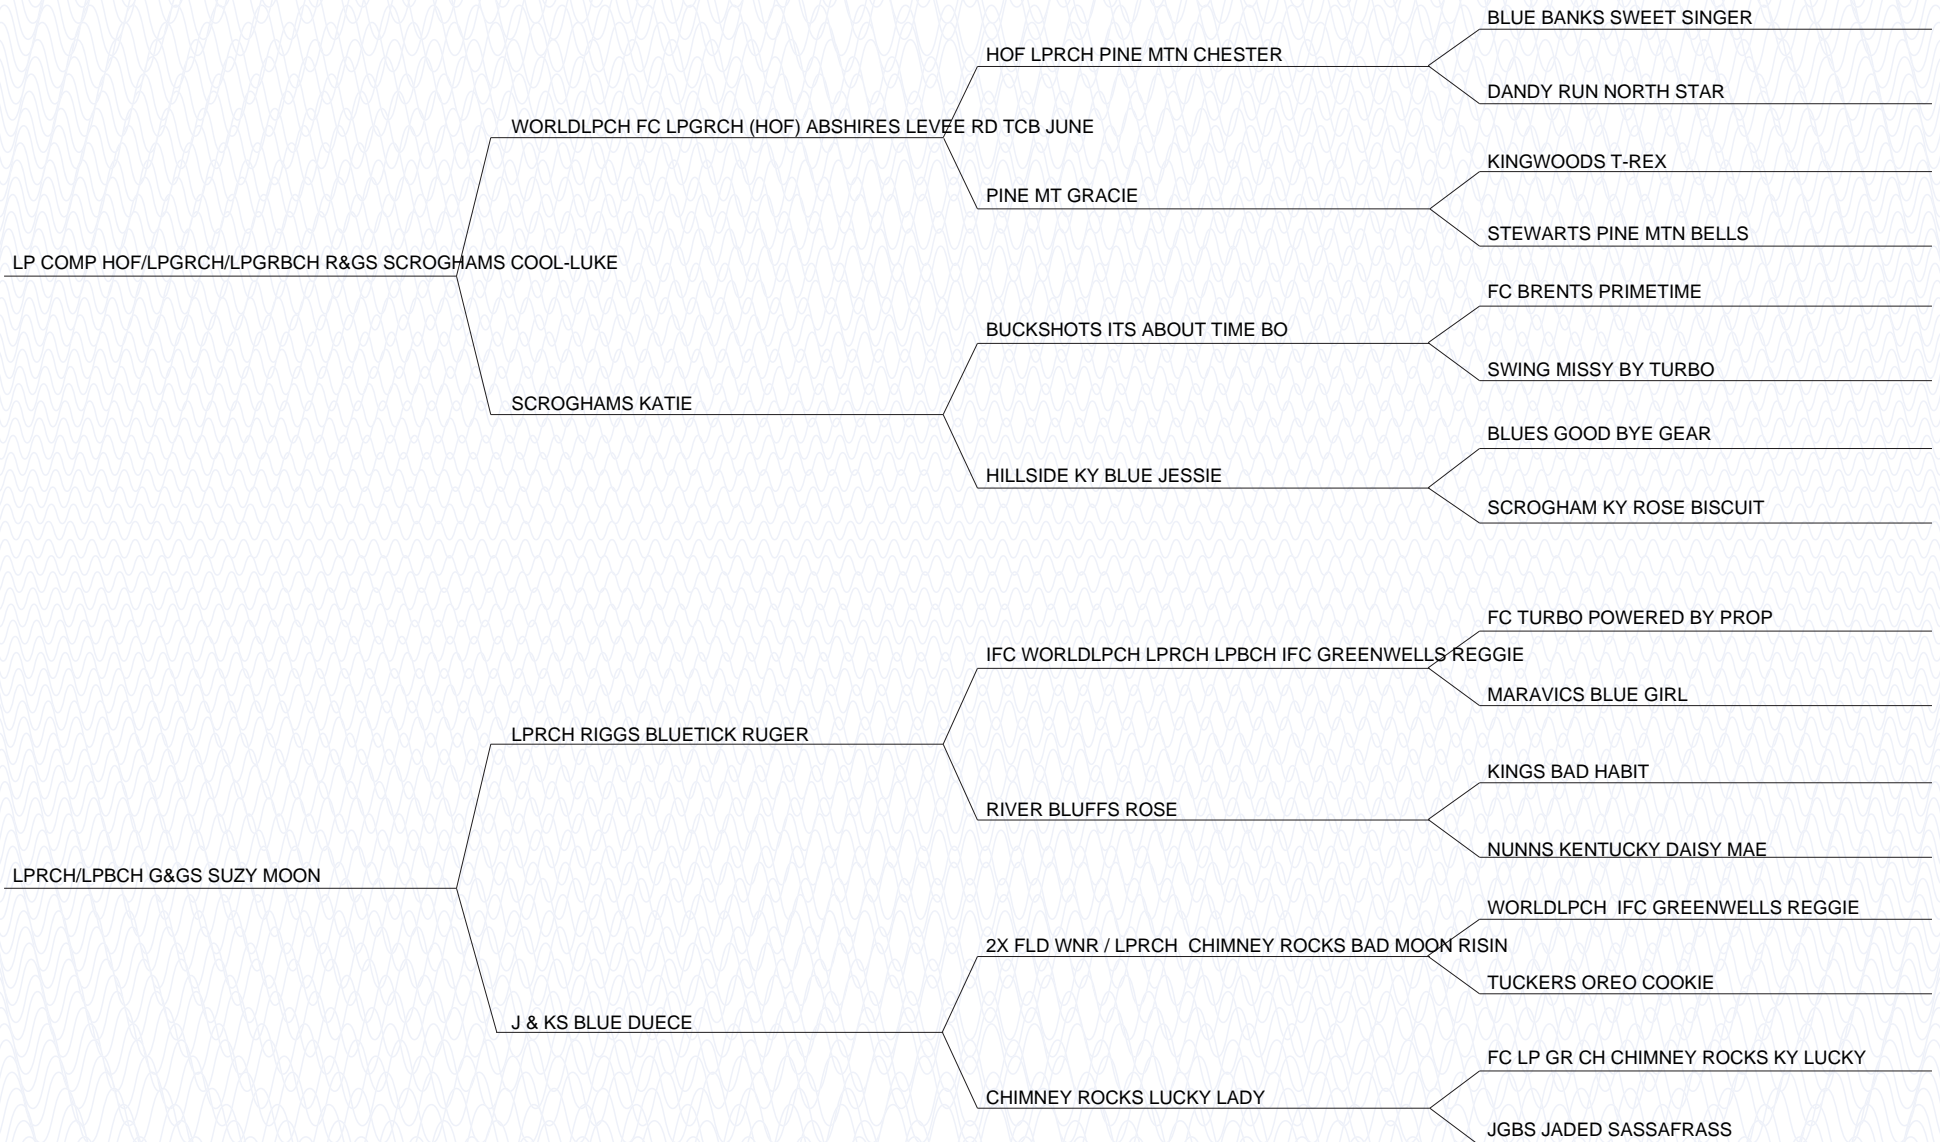 BLUE BANKS SWEET SINGER
HOF LPRCH PINE MTN CHESTER
DANDY RUN NORTH STAR
WORLDLPCH FC LPGRCH (HOF) ABSHIRES LEVEE RD TCB JUNE
KINGWOODS T-REX
PINE MT GRACIE
STEWARTS PINE MTN BELLS
LP COMP HOF/LPGRCH/LPGRBCH R&GS SCROGHAMS COOL-LUKE
FC BRENTS PRIMETIME
BUCKSHOTS ITS ABOUT TIME BO
SWING MISSY BY TURBO
SCROGHAMS KATIE
BLUES GOOD BYE GEAR
HILLSIDE KY BLUE JESSIE
SCROGHAM KY ROSE BISCUIT
FC TURBO POWERED BY PROP
IFC WORLDLPCH LPRCH LPBCH IFC GREENWELLS REGGIE
MARAVICS BLUE GIRL
LPRCH RIGGS BLUETICK RUGER
KINGS BAD HABIT
RIVER BLUFFS ROSE
NUNNS KENTUCKY DAISY MAE
LPRCH/LPBCH G&GS SUZY MOON
WORLDLPCH  IFC GREENWELLS REGGIE
2X FLD WNR / LPRCH  CHIMNEY ROCKS BAD MOON RISIN
TUCKERS OREO COOKIE
J & KS BLUE DUECE
FC LP GR CH CHIMNEY ROCKS KY LUCKY
CHIMNEY ROCKS LUCKY LADY
JGBS JADED SASSAFRASS